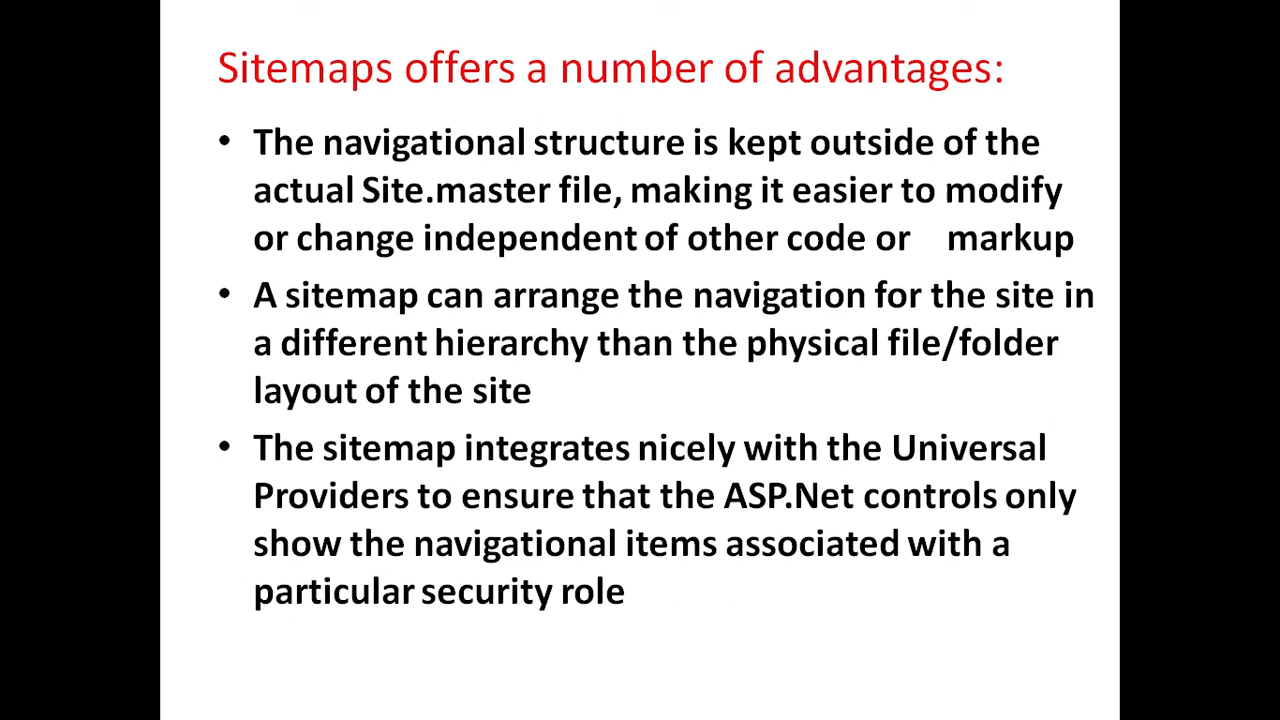 Sitemaps offers a number of advantages:
• The navigational structure is kept outside of the
actual Site.master file, making it easier to modify
or change independent of other code or markup
• A sitemap can arrange the navigation for the site in
a different hierarchy than the physical file/folder
layout of the site
• The sitemap integrates nicely with the Universal
Providers to ensure that the ASP.Net controls only
show the navigational items associated with a
particular security role